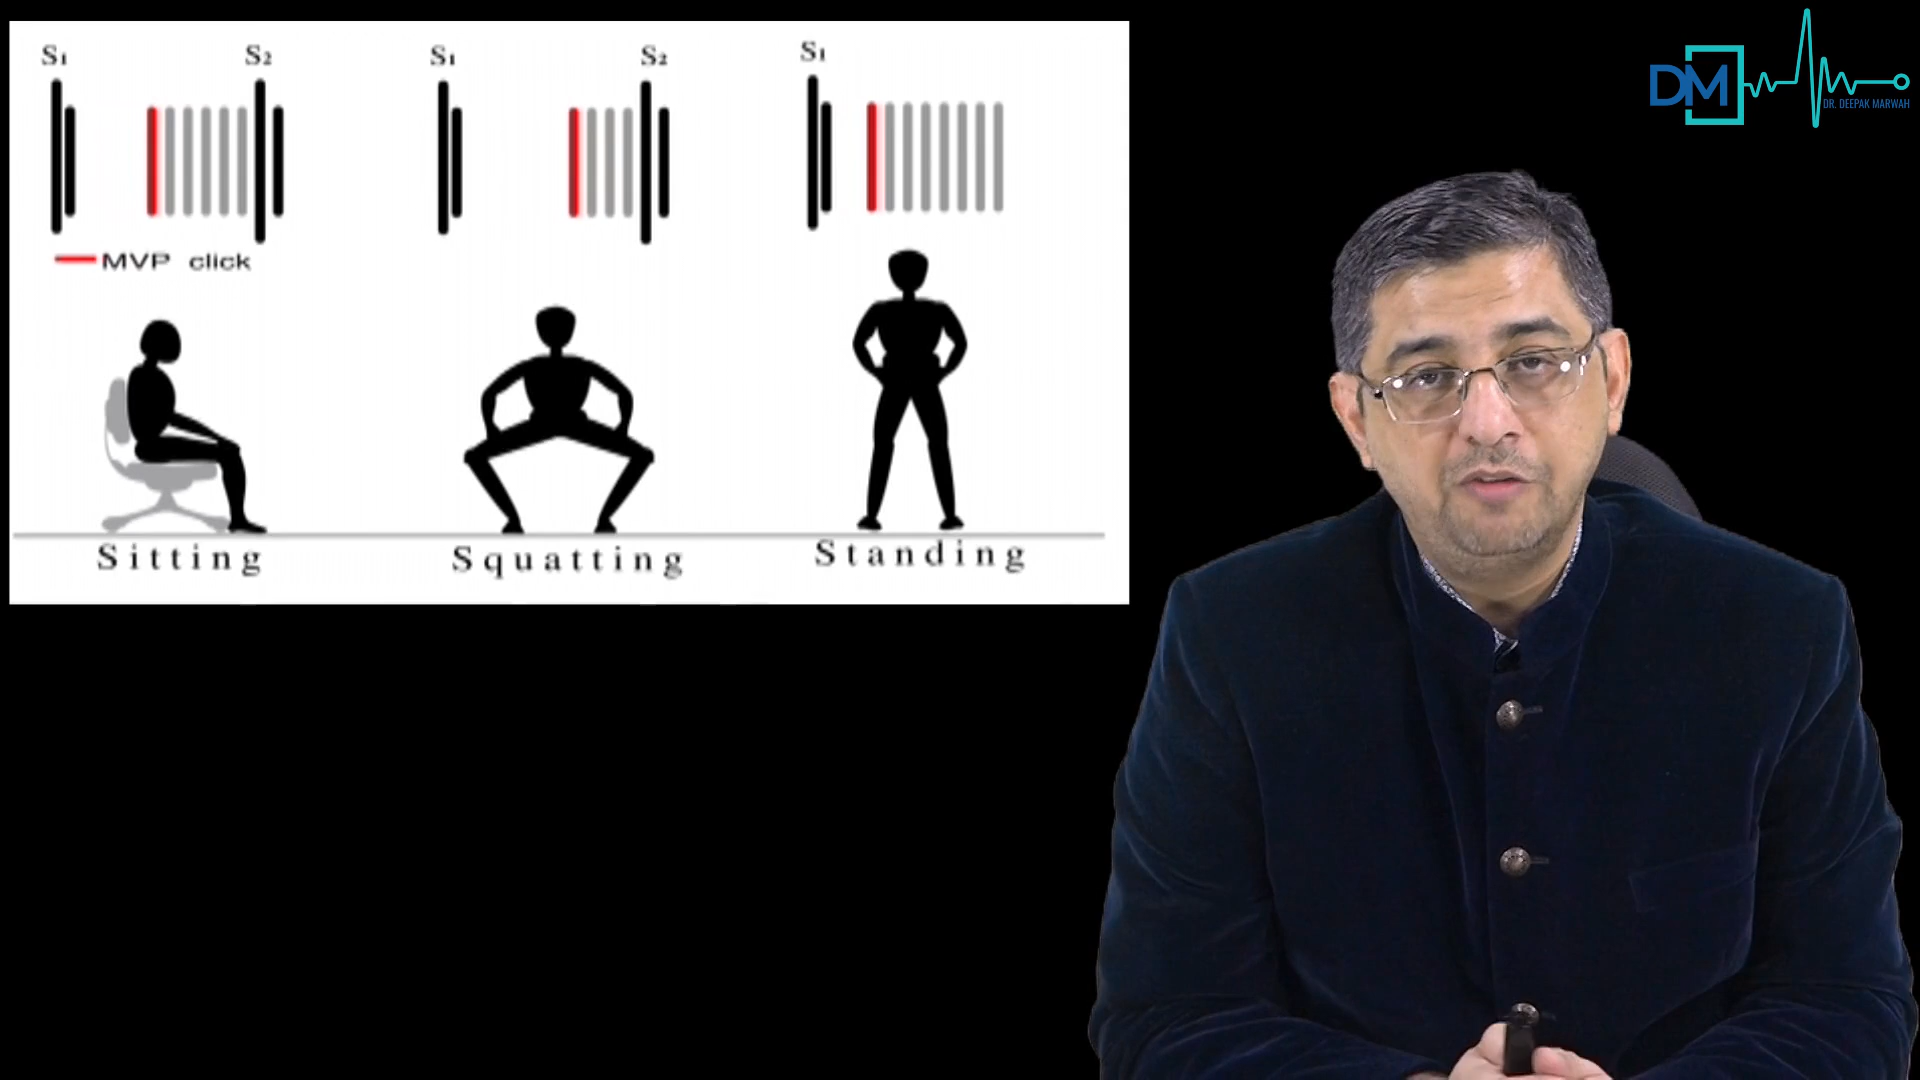 S1 S2
S1 S2
S1
MVP click
Sitting
Squatting
Standing
DM
DR. DEEPAK MARWAH